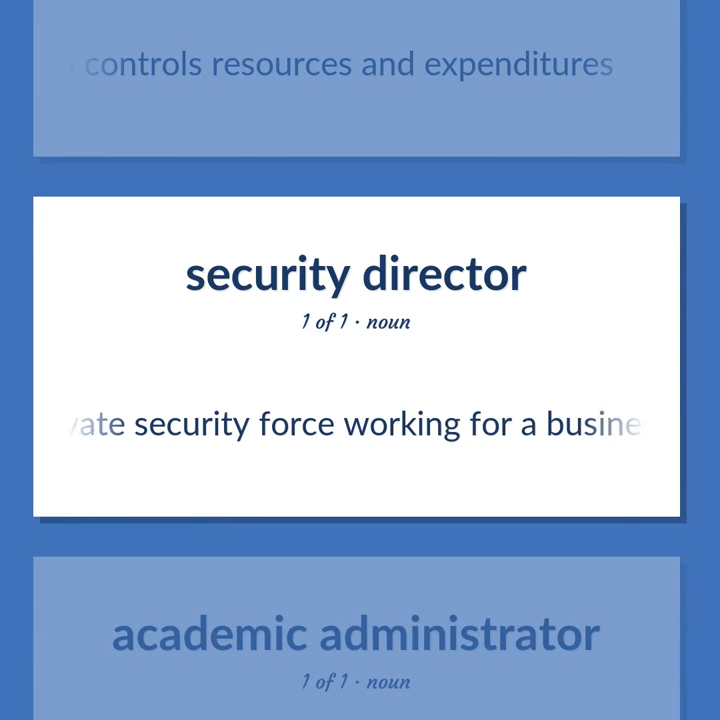 controls resources and expenditures
security director
1 of 1 · noun
security force working for a
academic administrator
1 of 1 · noun